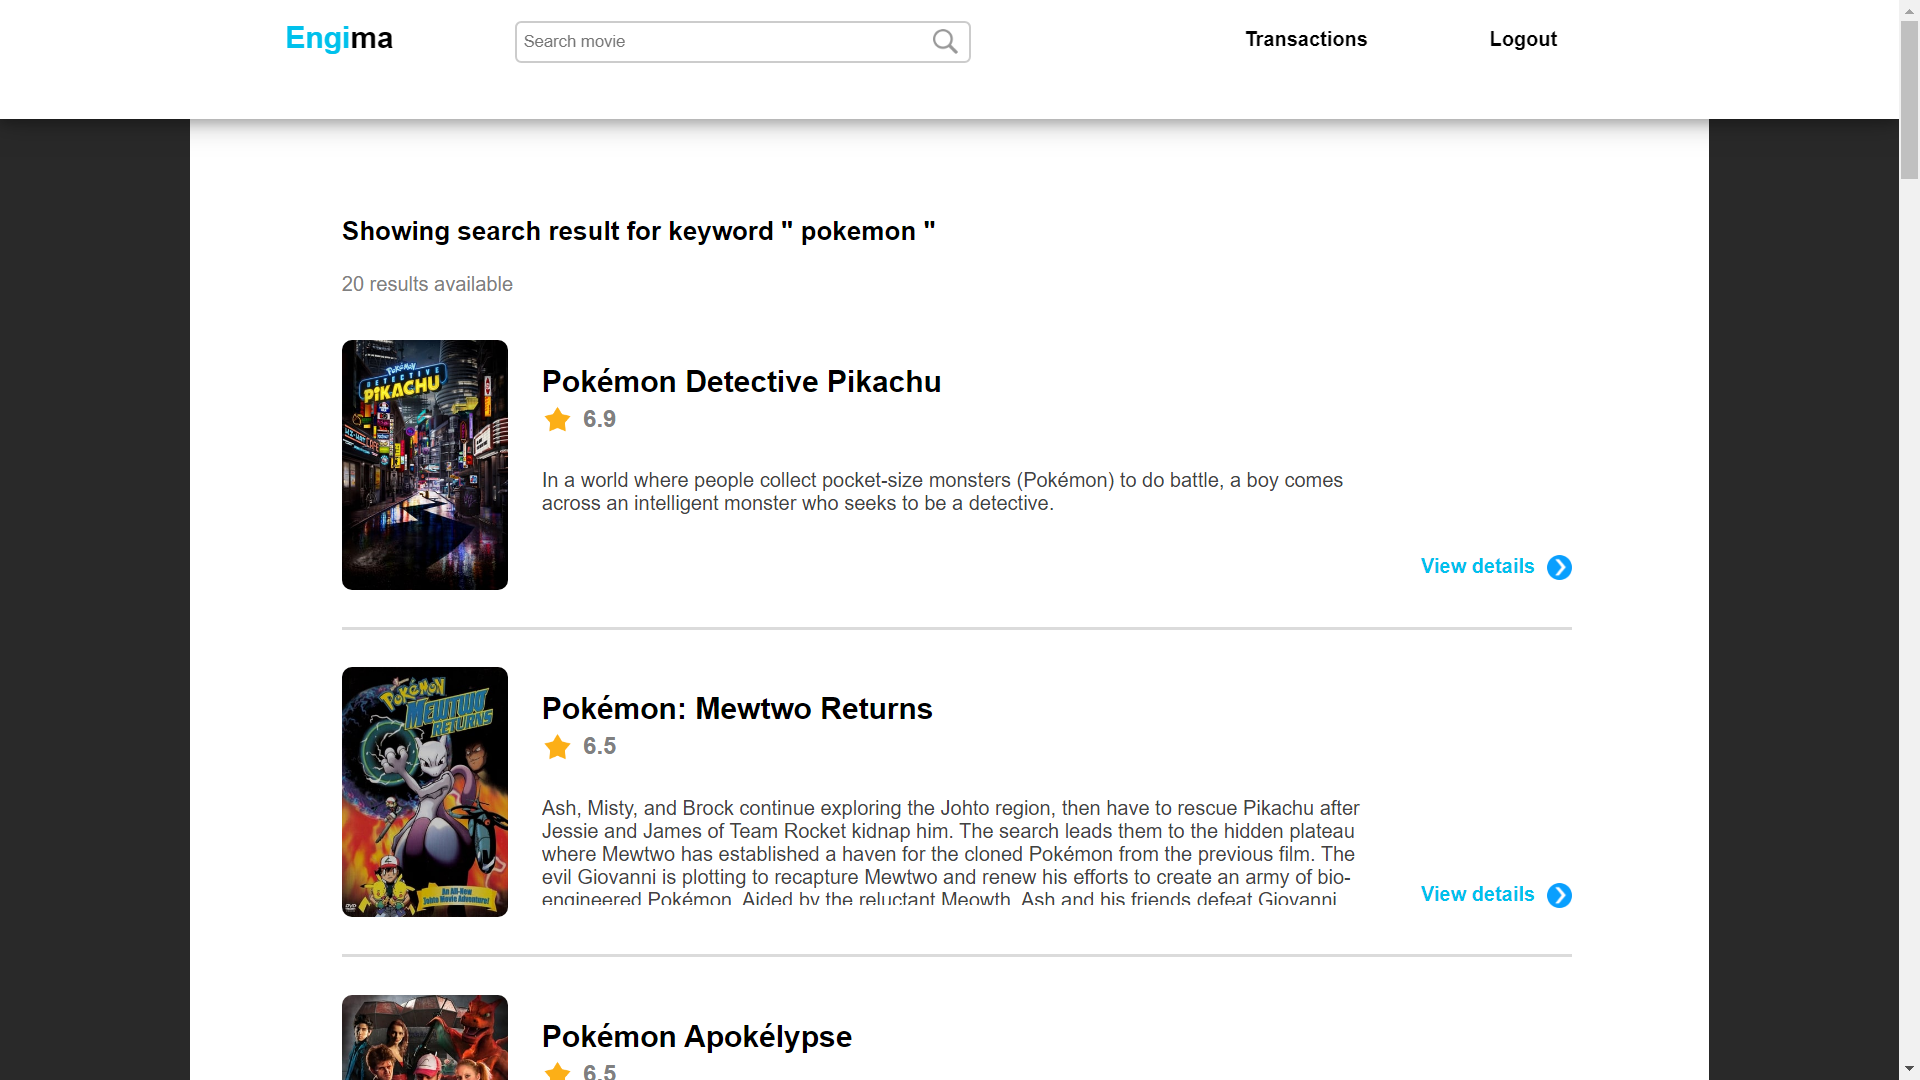 Engima
Search movie
Transactions
Logout
Showing search result for keyword " pokemon "
20 results available
POKéMON
DETECTIVE
PIKACHU
Pokémon Detective Pikachu
6.9
In a world where people collect pocket-size monsters (Pokémon) to do battle, a boy comes
across an intelligent monster who seeks to be a detective.
View details
POKéMON
MEWTWO
RETURNS
An All-New
Johto Movie Adventure!
Pokémon: Mewtwo Returns
6.5
Ash, Misty, and Brock continue exploring the Johto region, then have to rescue Pikachu after
Jessie and James of Team Rocket kidnap him. The search leads them to the hidden plateau
where Mewtwo has established a haven for the cloned Pokémon from the previous film. The
evil Giovanni is plotting to recapture Mewtwo and renew his efforts to create an army of bio-
engineered Pokémon. Aided by the reluctant Meowth, Ash and his friends defeat Giovanni
View details
Pokémon Apokélypse
6.5